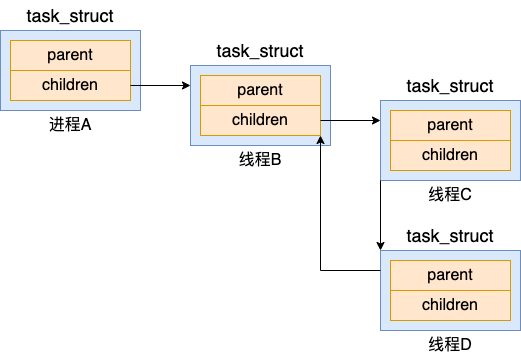 task_struct
parent
children
进程A
task_struct
parent
children
线程B
task_struct
parent
children
线程C
task_struct
parent
children
线程D